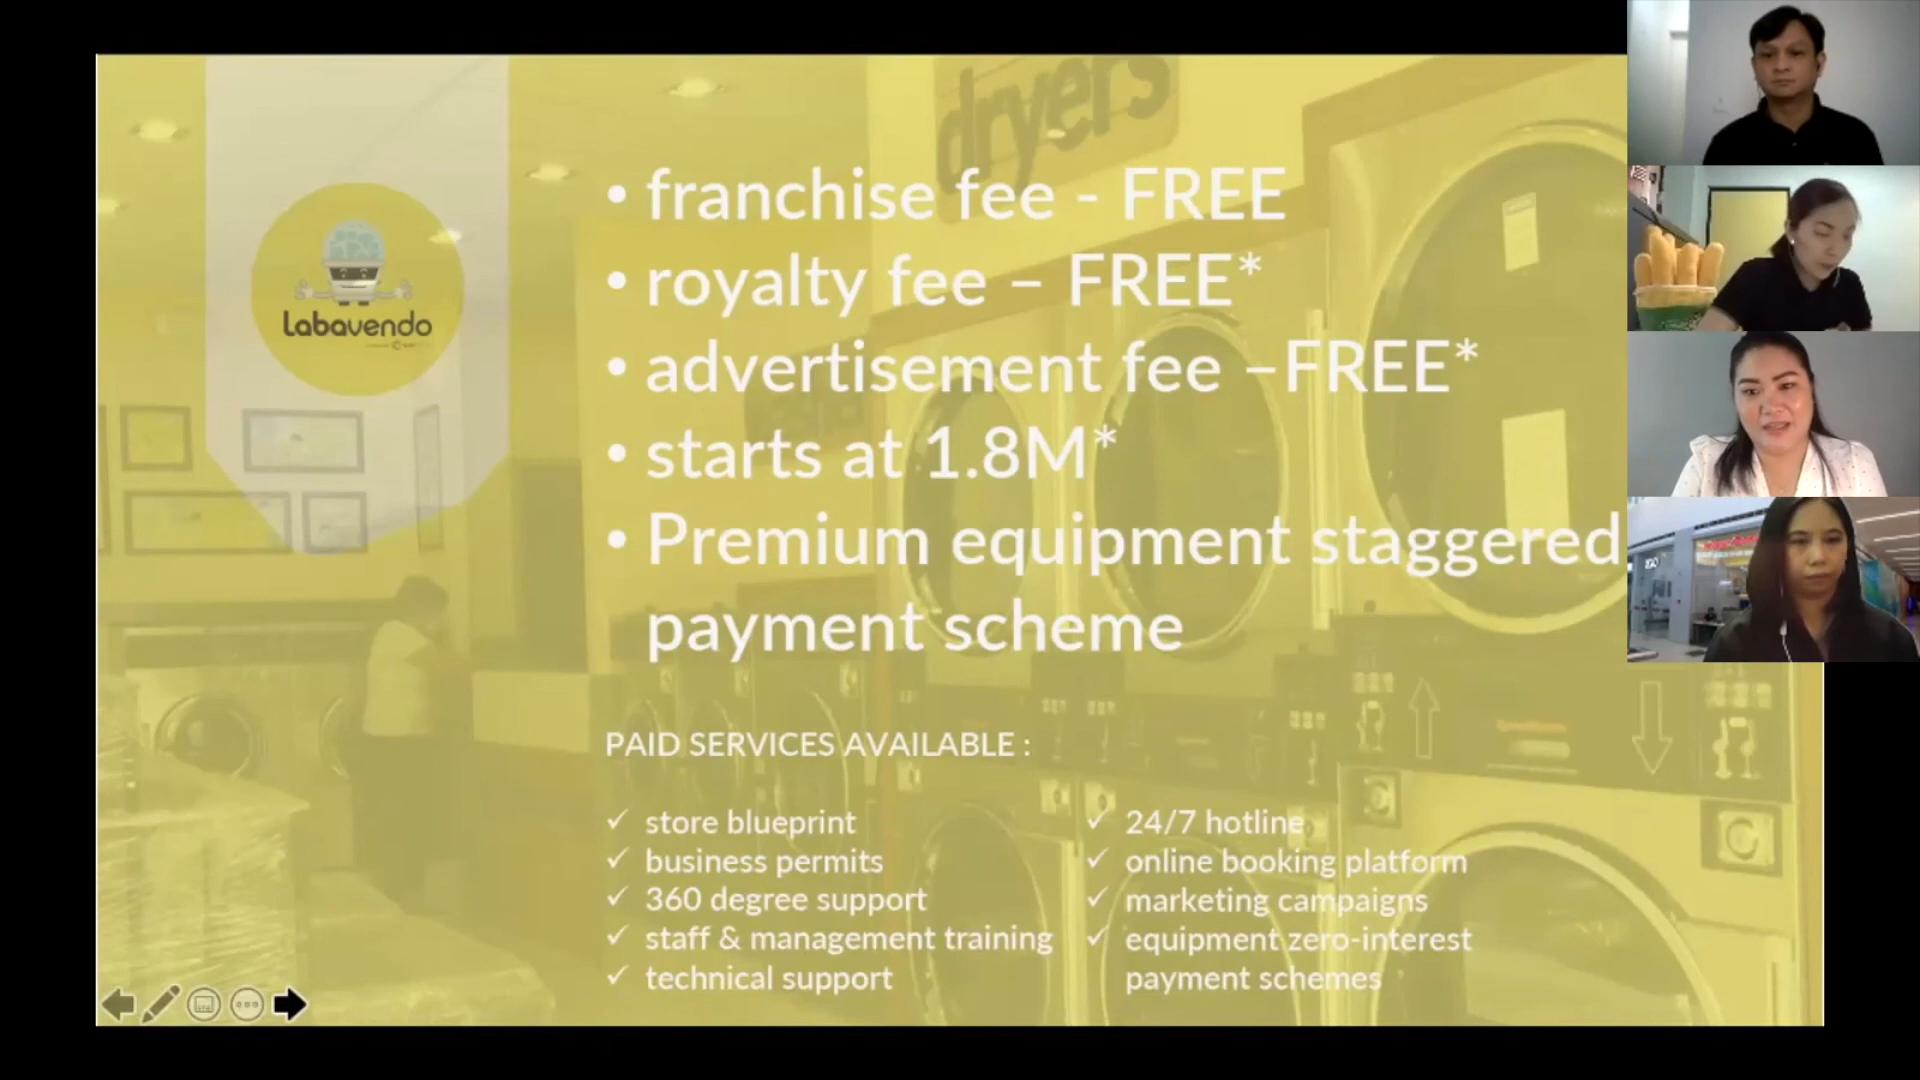 dryers
labavendo
• franchise fee - FREE
• royalty fee – FREE*
• advertisement fee –FREE*
• starts at 1.8M*
• Premium equipment staggered
payment scheme
PAID SERVICES AVAILABLE :
✓ store blueprint
✓ business permits
✓ 360 degree support
✓ staff & management training
✓ technical support
✓ 24/7 hotline
✓ online booking platform
✓ marketing campaigns
✓ equipment zero-interest
payment schemes